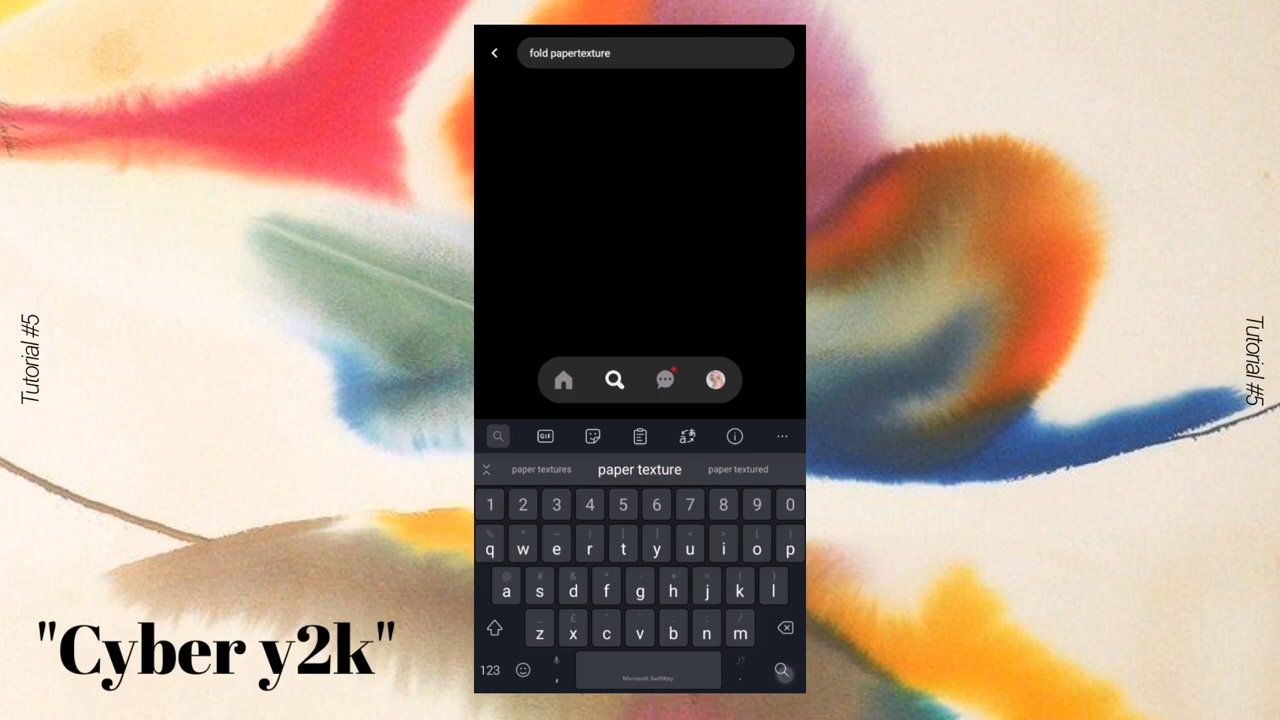 fold papertexture
Tutorial #5
Tutorial #5
GIF
paper textures paper texture paper textured
1 2 3 4 5 6 7 8 9 0
q w e r t y u i o p
a s d f g h j k l
z x c v b n m
123 , .
Microsoft SwiftKey
"Cyber y2k"